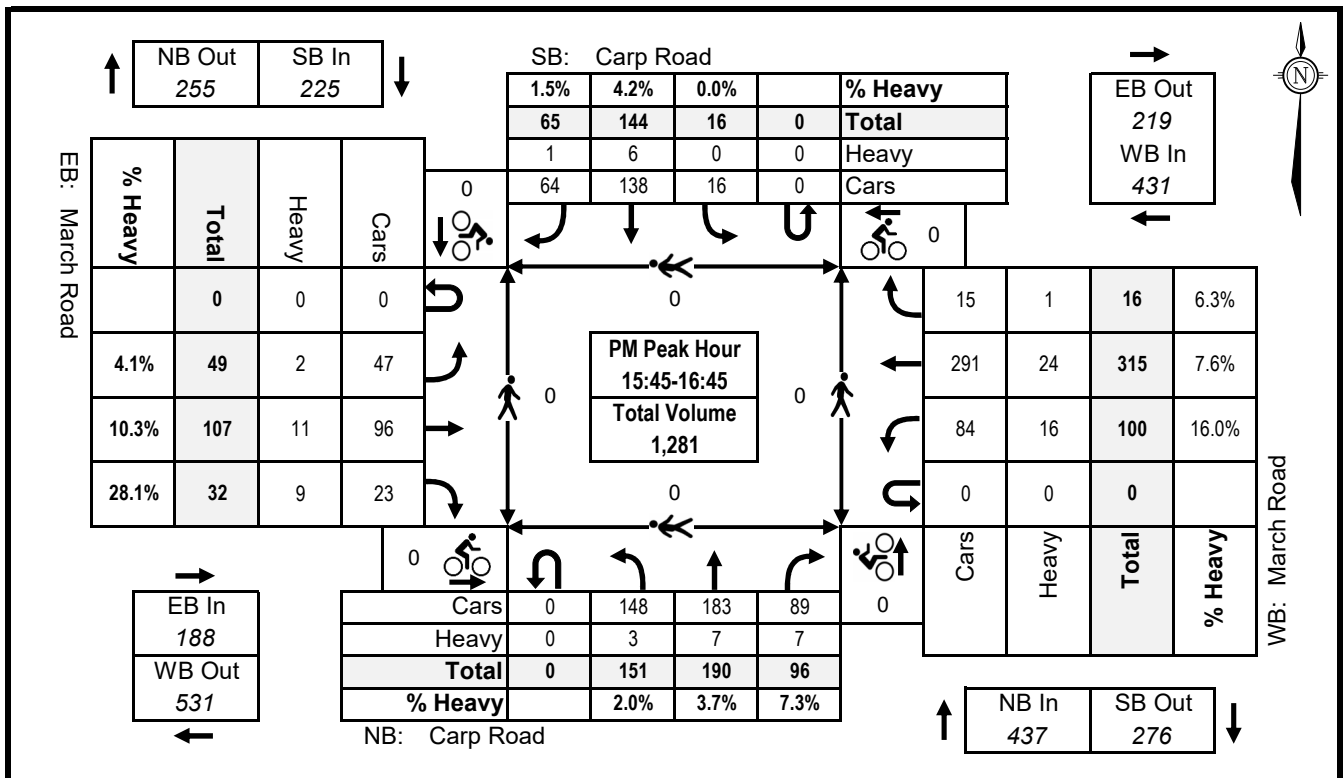 NB Out SB In
255 225
SB: Carp Road
1.5% 4.2% 0.0% % Heavy
65 144 16 0 Total
1 6 0 0 Heavy
64 138 16 0 Cars
EB Out
219
WB In
431
N
EB: March Road
% Heavy Total Heavy Cars
0 0 0
4.1% 49 2 47
10.3% 107 11 96
28.1% 32 9 23
0
0
0
0
PM Peak Hour
15:45-16:45
Total Volume
1,281
0
0
15 1 16 6.3%
291 24 315 7.6%
84 16 100 16.0%
0 0 0
Cars Heavy Total % Heavy
WB: March Road
0
0
EB In
188
WB Out
531
Cars 0 148 183 89
Heavy 0 3 7 7
Total 0 151 190 96
% Heavy 2.0% 3.7% 7.3%
NB: Carp Road
NB In SB Out
437 276